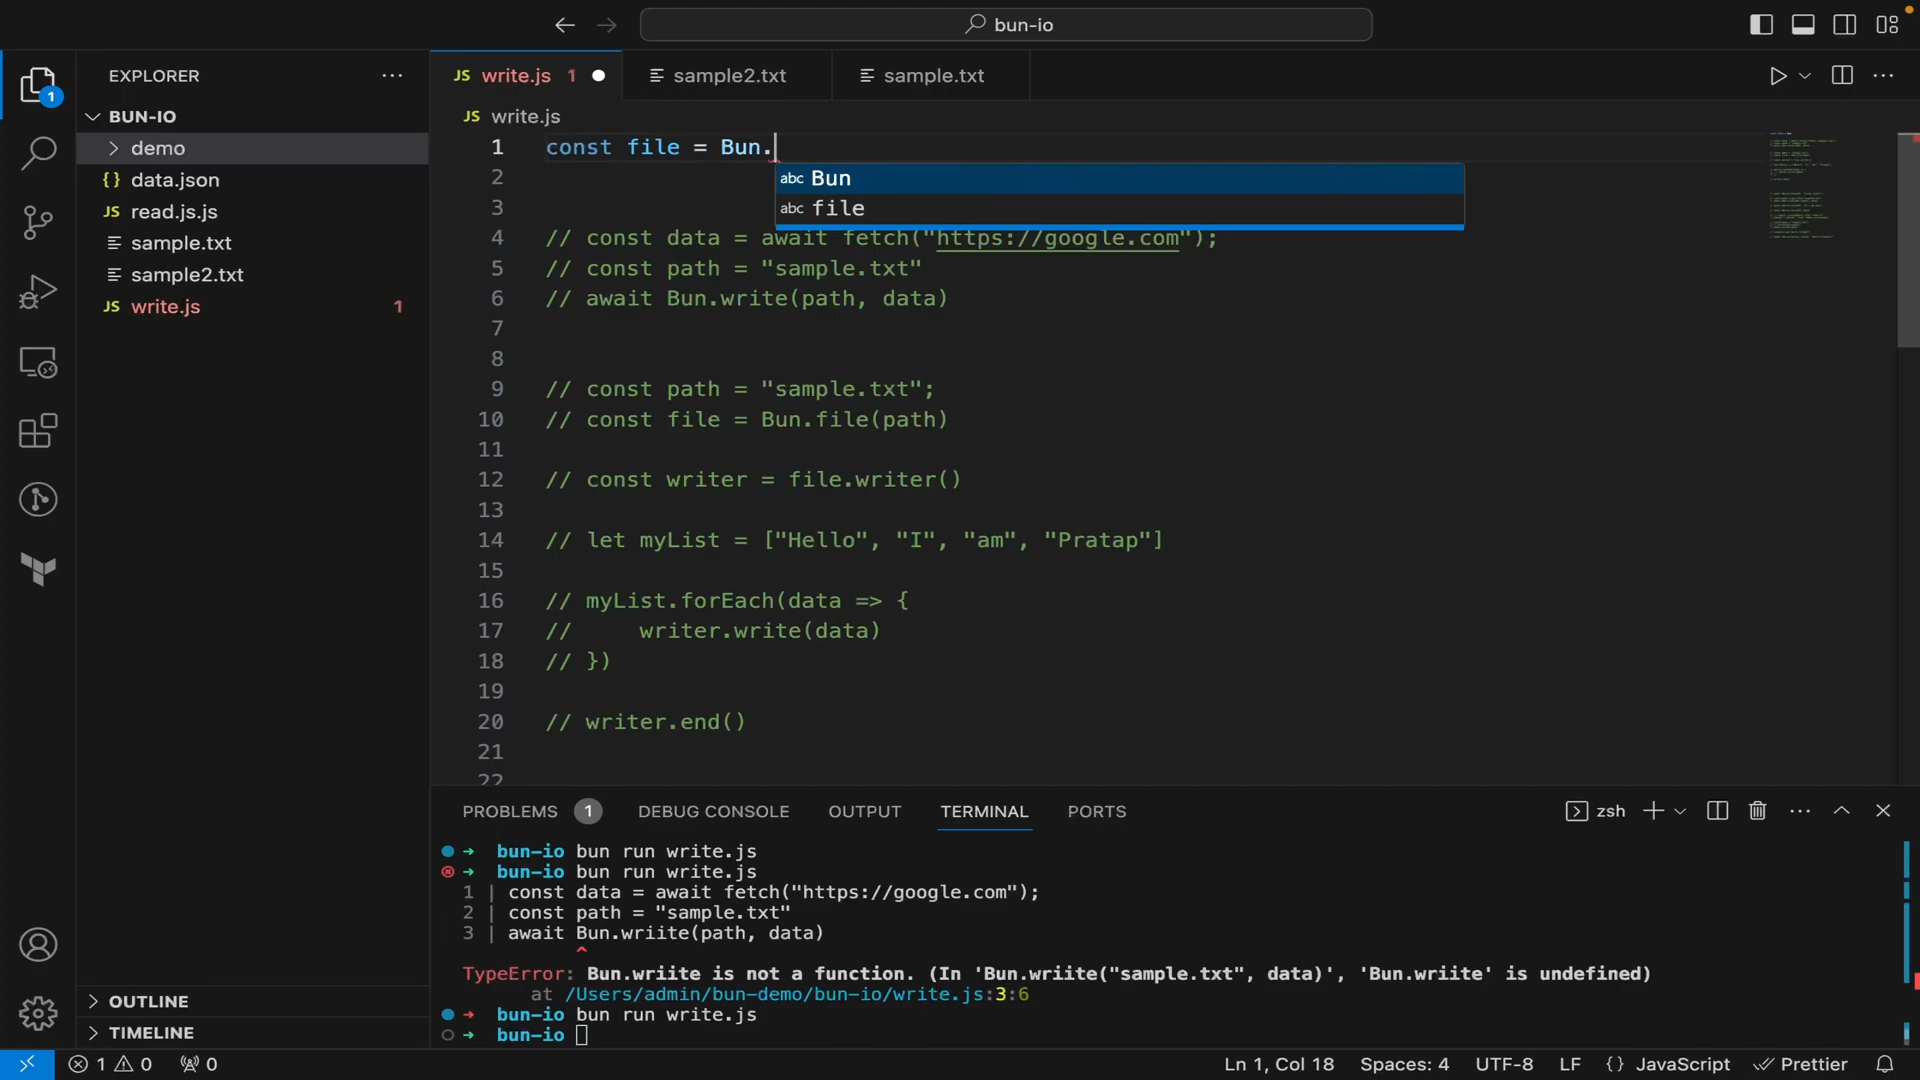 bun-io
EXPLORER
JS write.js 1
sample2.txt
sample.txt
1
BUN-IO
JS write.js
demo
{ } data.json
JS read.js.js
sample.txt
sample2.txt
JS write.js 1
1 const file = Bun.
2
abc Bun
3
abc file
4 // const data = await fetch("https://google.com");
5 // const path = "sample.txt"
6 // await Bun.write(path, data)
7
8
9 // const path = "sample.txt";
10 // const file = Bun.file(path)
11
12 // const writer = file.writer()
13
14 // let myList = ["Hello", "I", "am", "Pratap"]
15
16 // myList.forEach(data => {
17 //     writer.write(data)
18 // })
19
20 // writer.end()
21
22
PROBLEMS 1 DEBUG CONSOLE OUTPUT TERMINAL PORTS
zsh
bun-io bun run write.js
bun-io bun run write.js
1 | const data = await fetch("https://google.com");
2 | const path = "sample.txt"
3 | await Bun.wriite(path, data)
^
TypeError: Bun.wriite is not a function. (In 'Bun.wriite("sample.txt", data)', 'Bun.wriite' is undefined)
at /Users/admin/bun-demo/bun-io/write.js:3:6
bun-io bun run write.js
bun-io
OUTLINE
TIMELINE
1 0 0
Ln 1, Col 18 Spaces: 4 UTF-8 LF { } JavaScript Prettier